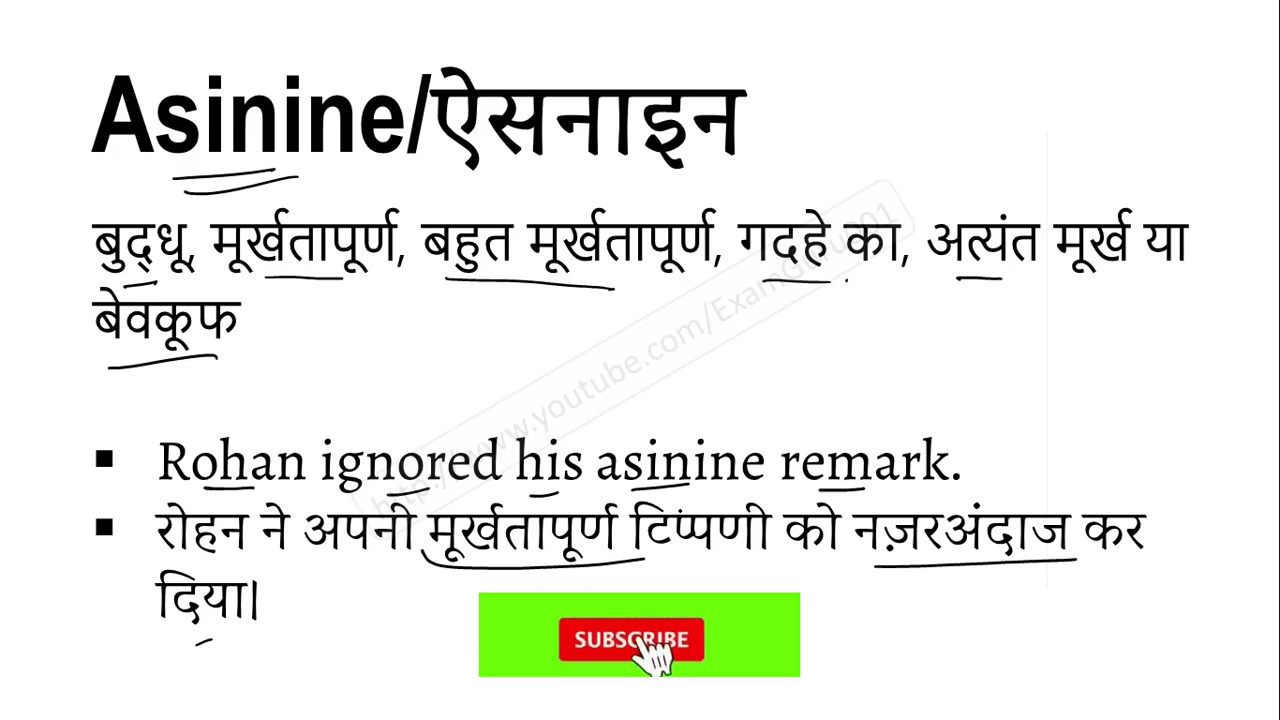 Asinine/ऐसनाइन
बुद्धू, मूर्खतापूर्ण, बहुत मूर्खतापूर्ण, गदहे का, अत्यंत मूर्ख या
बेवकूफ
▪ Rohan ignored his asinine remark.
▪ रोहन ने अपनी मूर्खतापूर्ण टिप्पणी को नज़रअंदाज कर
दिया।
SUBSCRIBE